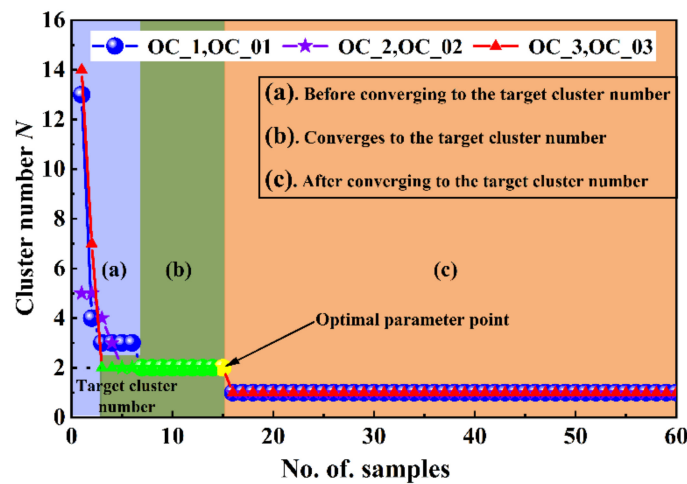 OC_1,OC_01 OC_2,OC_02 OC_3,OC_03
(a). Before converging to the target cluster number
(b). Converges to the target cluster number
(c). After converging to the target cluster number
(a) (b) (c)
Optimal parameter point
Target cluster
number
Cluster number N
16
14
12
10
8
6
4
2
0
0 10 20 30 40 50 60
No. of. samples